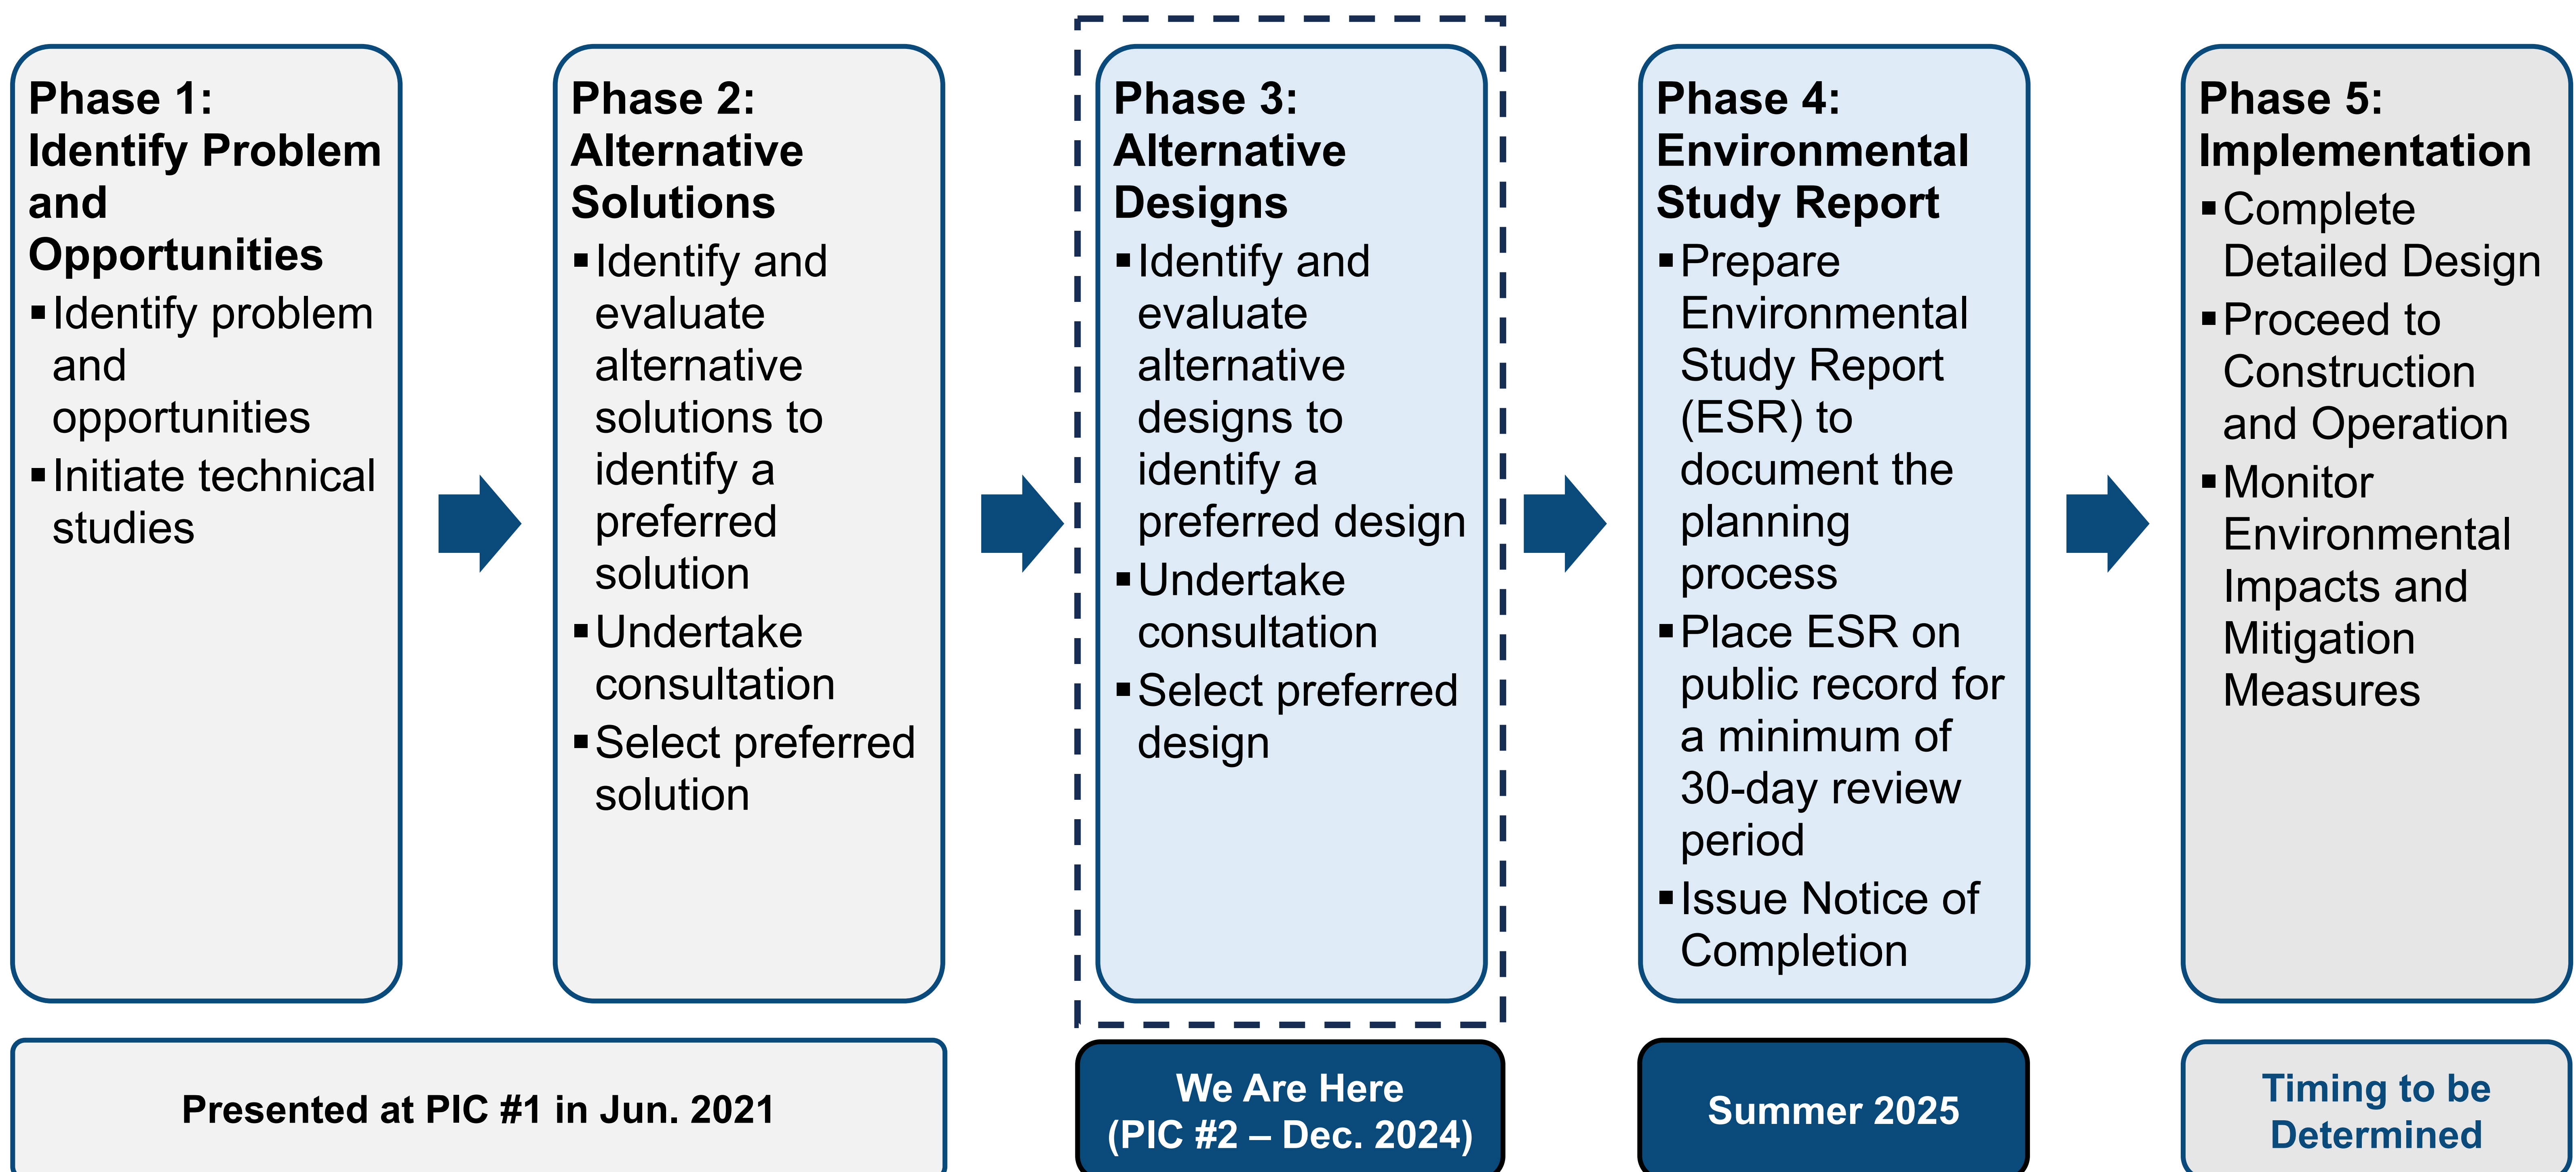 Phase 1:
Identify Problem
and
Opportunities
▪Identify problem
and
opportunities
▪Initiate technical
studies
Phase 2:
Alternative
Solutions
▪Identify and
evaluate
alternative
solutions to
identify a
preferred
solution
▪Undertake
consultation
▪Select preferred
solution
Phase 3:
Alternative
Designs
▪Identify and
evaluate
alternative
designs to
identify a
preferred design
▪Undertake
consultation
▪Select preferred
design
Phase 4:
Environmental
Study Report
▪Prepare
Environmental
Study Report
(ESR) to
document the
planning
process
▪Place ESR on
public record for
a minimum of
30-day review
period
▪Issue Notice of
Completion
Phase 5:
Implementation
▪Complete
Detailed Design
▪Proceed to
Construction
and Operation
▪Monitor
Environmental
Impacts and
Mitigation
Measures
Presented at PIC #1 in Jun. 2021
We Are Here
(PIC #2 – Dec. 2024)
Summer 2025
Timing to be
Determined